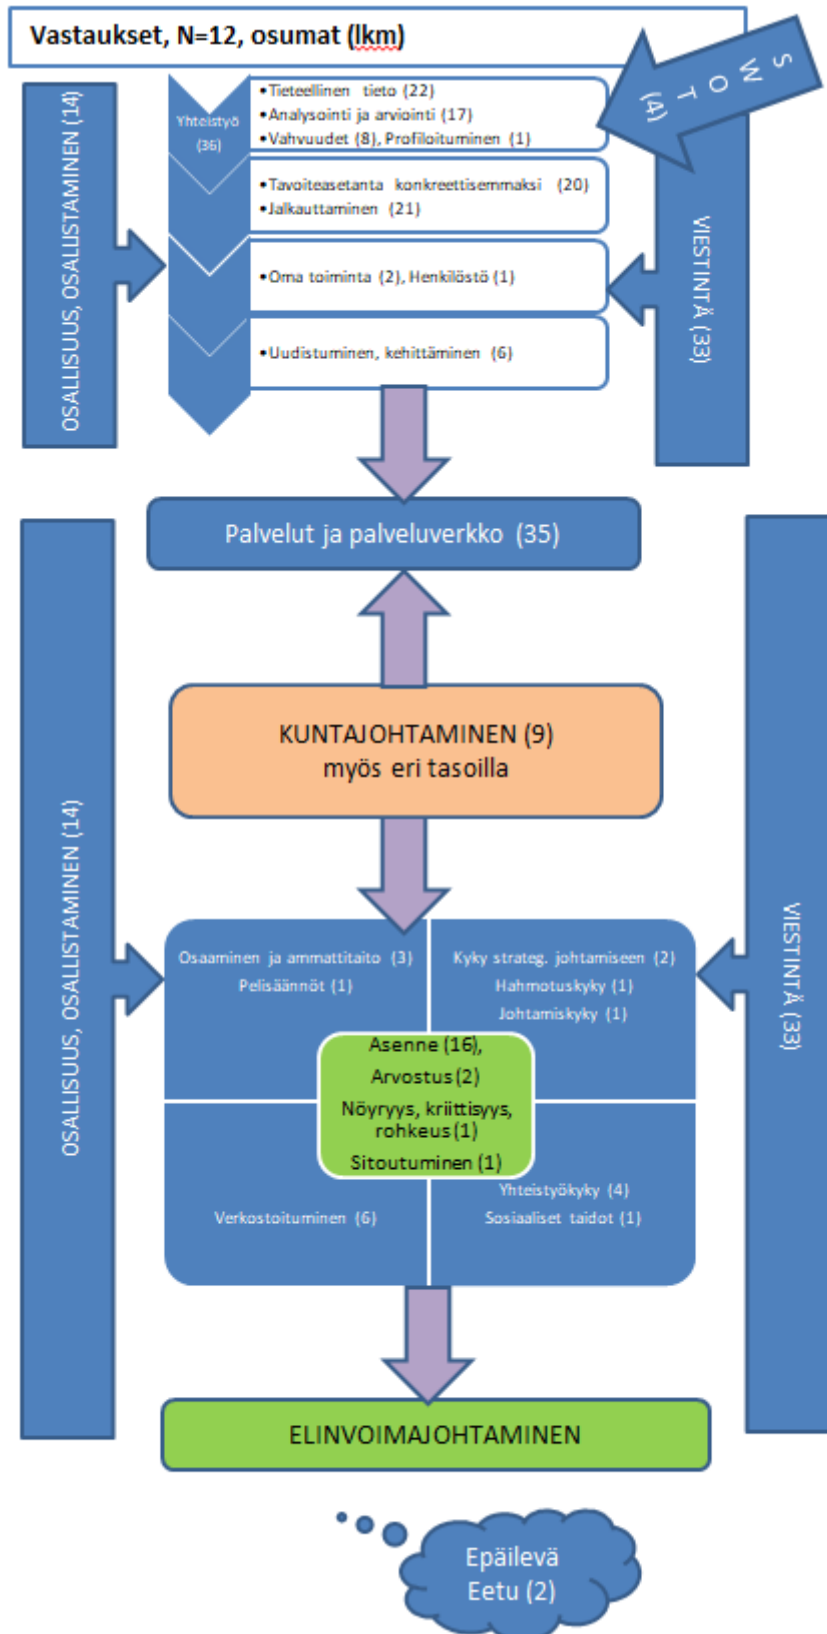 Vastaukset, N=12, osumat (lkm)
SWOT
(4)
OSALLISUUS, OSALLISTAMINEN (14)
Yhteistyö
(36)
•Tieteellinen tieto (22)
•Analysointi ja arviointi (17)
•Vahvuudet (8), Profiloituminen (1)
•Tavoiteasetanta konkreettisemmaksi (20)
•Jalkauttaminen (21)
•Oma toiminta (2), Henkilöstö (1)
•Uudistuminen, kehittäminen (6)
VIESTINTÄ (33)
Palvelut ja palveluverkko (35)
KUNTAJOHTAMINEN (9)
myös eri tasoilla
OSALLISUUS, OSALLISTAMINEN (14)
Osaaminen ja ammattitaito (3)
Pelisäännöt (1)
Kyky strateg. johtamiseen (2)
Hahmotuskyky (1)
Johtamiskyky (1)
Asenne (16),
Arvostus (2)
Nöyryys, kriittisyys,
rohkeus (1)
Sitoutuminen (1)
Verkostoituminen (6)
Yhteistyökyky (4)
Sosiaaliset taidot (1)
VIESTINTÄ (33)
ELINVOIMAJOHTAMINEN
Epäilevä
Eetu (2)